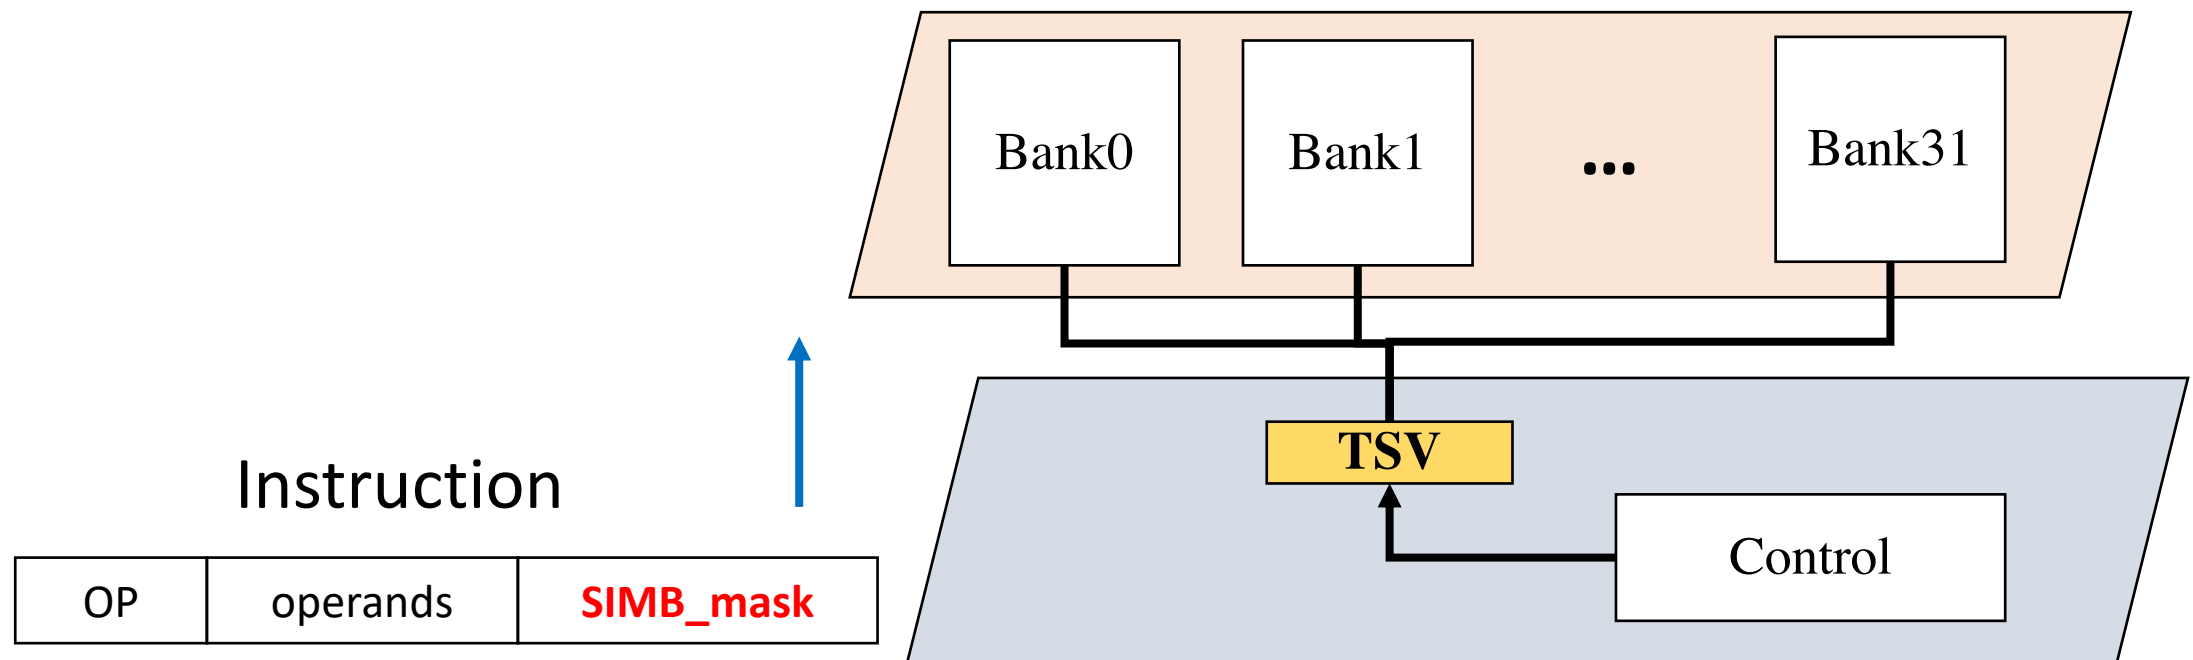 Bank0
Bank1
...
Bank31
TSV
Control
Instruction
OP
operands
SIMB_mask